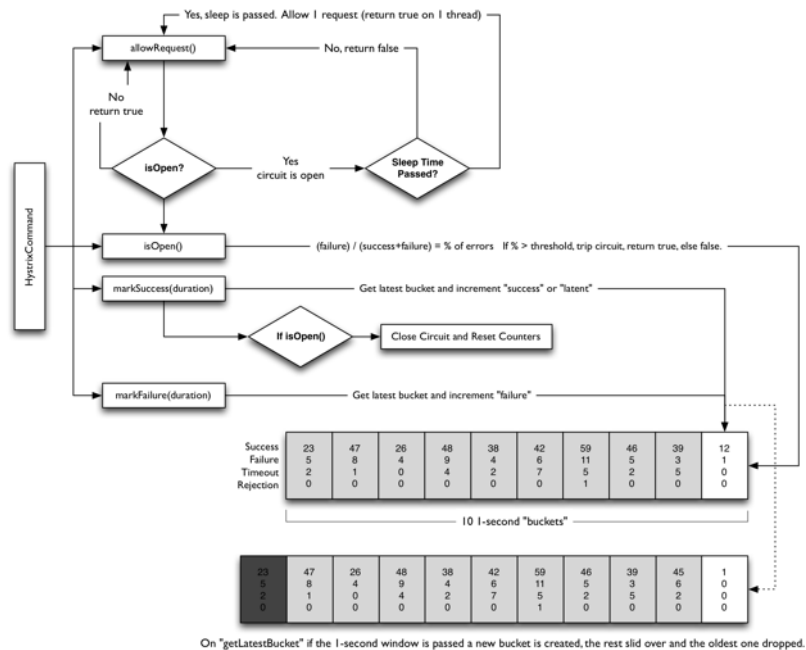 Yes, sleep is passed. Allow 1 request (return true on 1 thread)
allowRequest()
No, return false
No
return true
isOpen?
Yes
circuit is open
Sleep Time
Passed?
HystrixCommand
isOpen()
(failure) / (success+failure) = % of errors If % > threshold, trip circuit, return true, else false.
markSuccess(duration)
Get latest bucket and increment "success" or "latent"
If isOpen()
Close Circuit and Reset Counters
markFailure(duration)
Get latest bucket and increment "failure"
Success 23 47 26 48 38 42 59 46 39 12
Failure 5 8 4 9 4 6 11 5 3 1
Timeout 2 1 0 4 2 7 5 2 5 0
Rejection 0 0 0 0 0 0 1 0 0 0
10 1-second "buckets"
23 47 26 48 38 42 59 46 39 45 1
5 8 4 9 4 6 11 5 3 6 0
2 1 0 4 2 7 5 2 5 2 0
0 0 0 0 0 0 1 0 0 0 0
On "getLatestBucket" if the 1-second window is passed a new bucket is created, the rest slid over and the oldest one dropped.